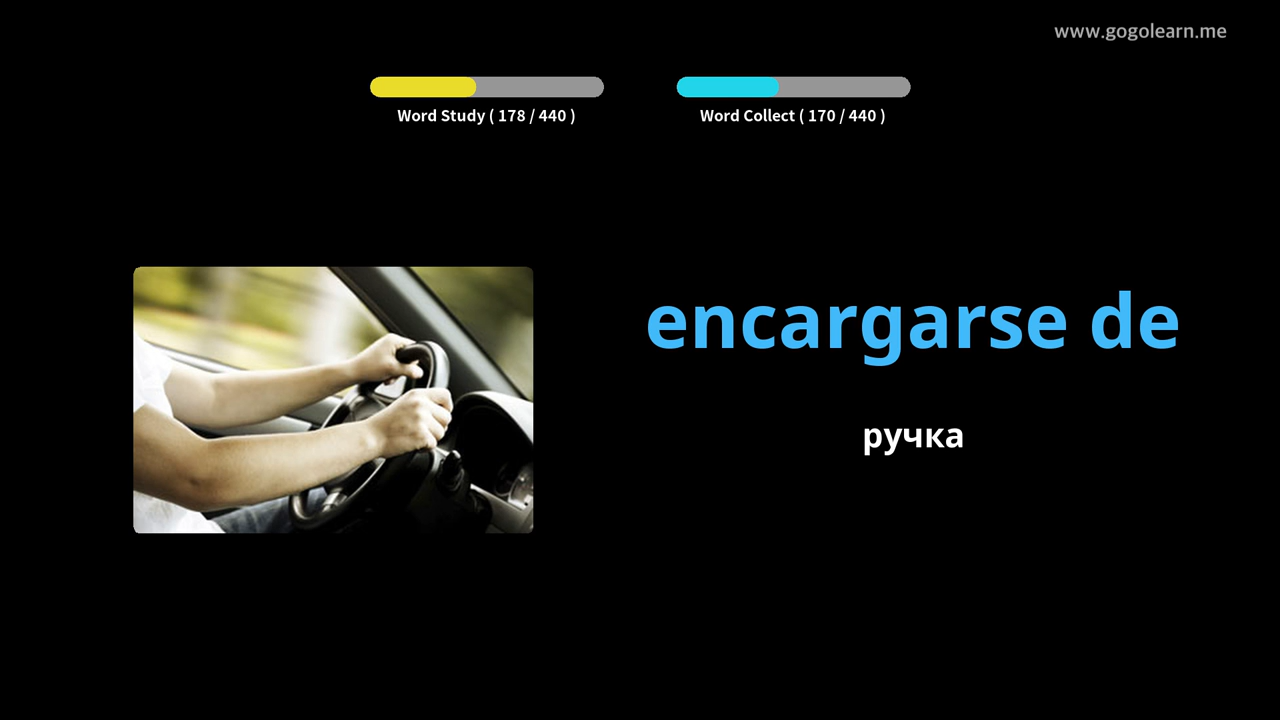 www.gogolearn.me
Word Study ( 178 / 440 )
Word Collect ( 170 / 440 )
encargarse de
ручка